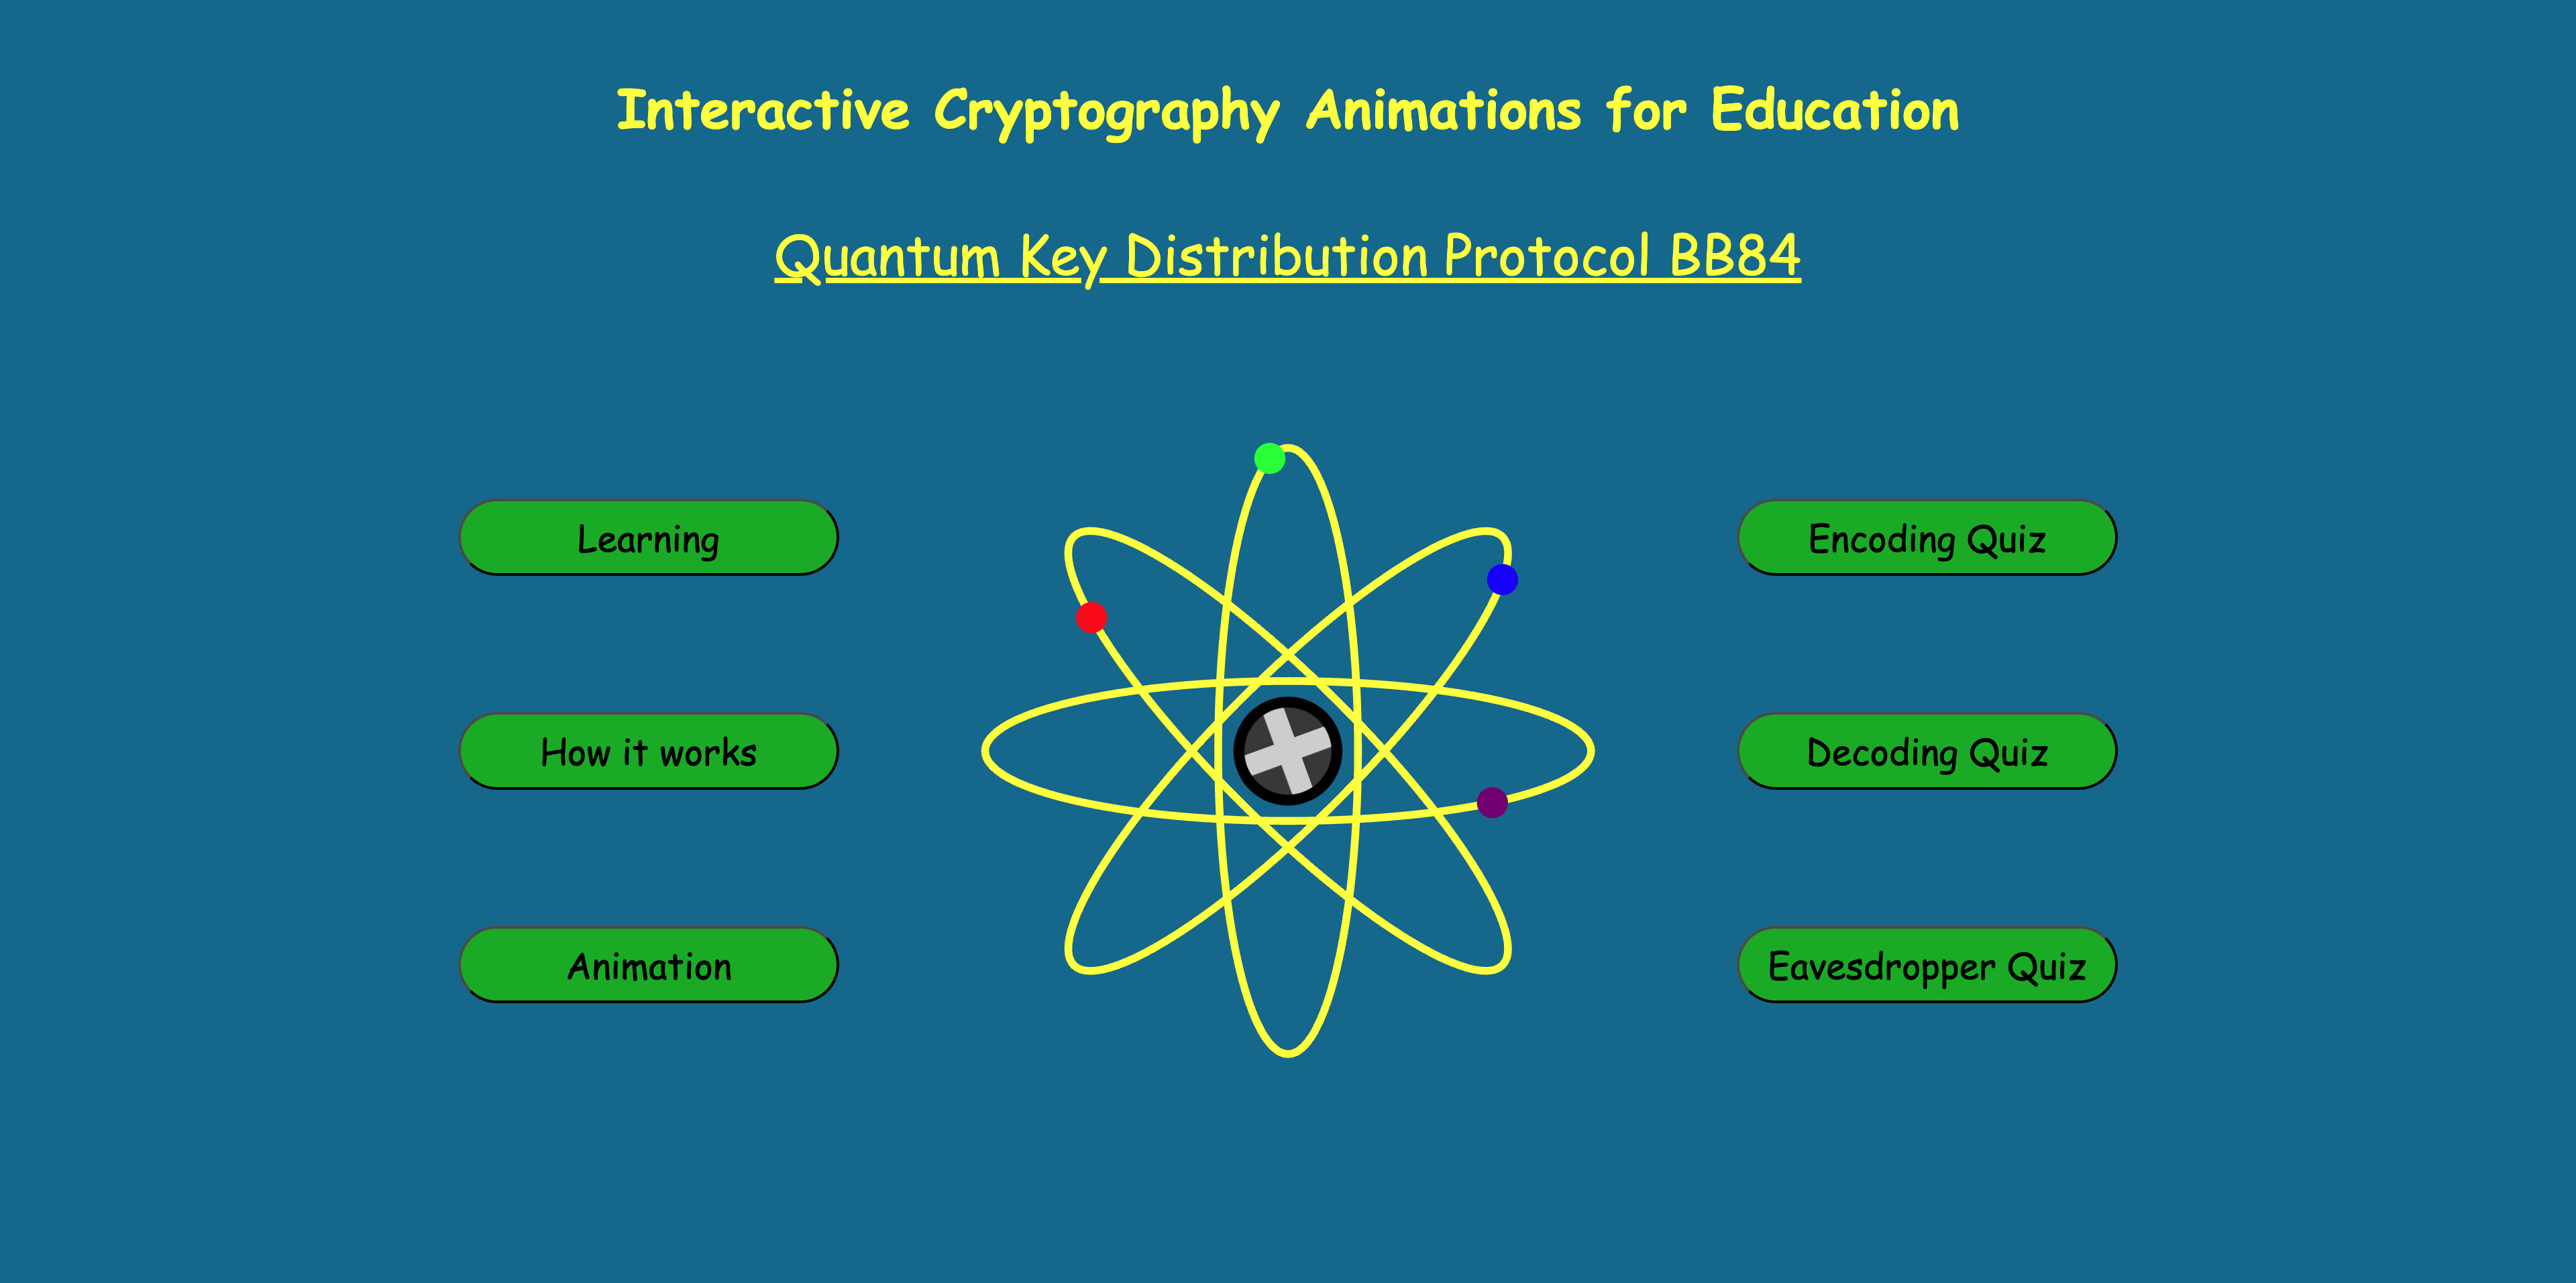 Interactive Cryptography Animations for Education
Quantum Key Distribution Protocol BB84
Learning
How it works
Animation
Encoding Quiz
Decoding Quiz
Eavesdropper Quiz